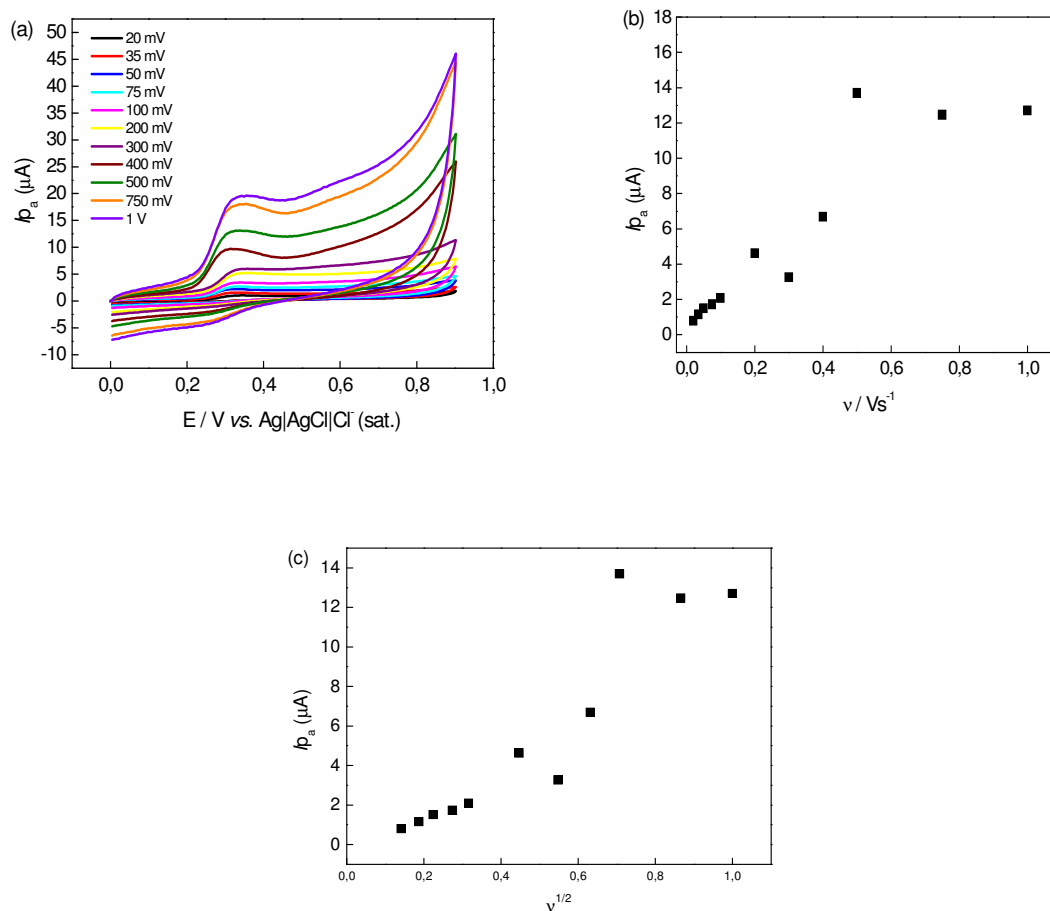 (a)
20 mV
35 mV
50 mV
75 mV
100 mV
200 mV
300 mV
400 mV
500 mV
750 mV
1 V
50
45
40
35
30
25
20
15
10
5
0
-5
-10
Ip a (μA)
0,0 0,2 0,4 0,6 0,8 1,0
E / V vs. Ag|AgCl|Cl⁻ (sat.)
(b)
18
16
14
12
10
8
6
4
2
0
Ip a (μA)
0,0 0,2 0,4 0,6 0,8 1,0
ν / Vs⁻¹
(c)
14
12
10
8
6
4
2
0
Ip a (μA)
0,0 0,2 0,4 0,6 0,8 1,0
ν 1/2